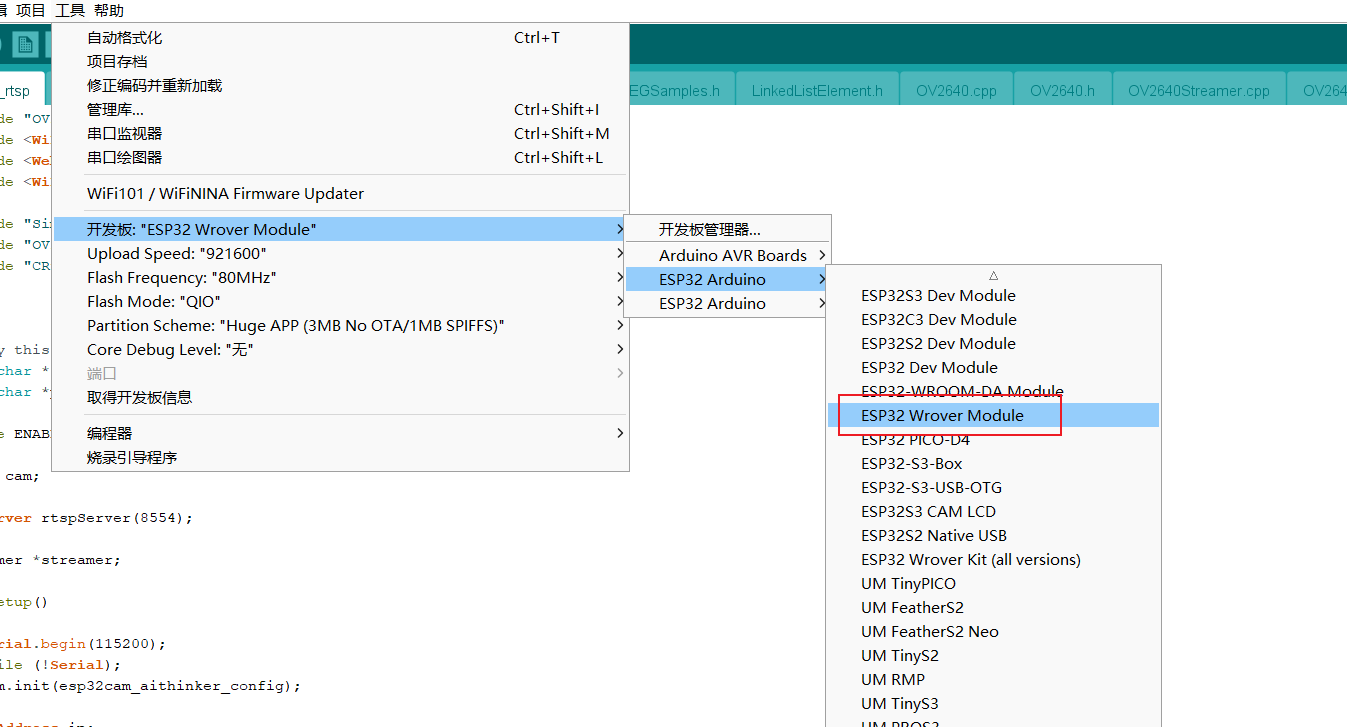 项目 工具 帮助
自动格式化 Ctrl+T
项目存档
修正编码并重新加载
管理库... Ctrl+Shift+I
串口监视器 Ctrl+Shift+M
串口绘图器 Ctrl+Shift+L
WiFi101 / WiFiNINA Firmware Updater
开发板: "ESP32 Wrover Module"
Upload Speed: "921600"
Flash Frequency: "80MHz"
Flash Mode: "QIO"
Partition Scheme: "Huge APP (3MB No OTA/1MB SPIFFS)"
Core Debug Level: "无"
端口
取得开发板信息
编程器
烧录引导程序
开发板管理器...
Arduino AVR Boards
ESP32 Arduino
ESP32 Arduino
ESP32S3 Dev Module
ESP32C3 Dev Module
ESP32S2 Dev Module
ESP32 Dev Module
ESP32-WROOM-DA Module
ESP32 Wrover Module
ESP32 PICO-D4
ESP32-S3-Box
ESP32-S3-USB-OTG
ESP32S3 CAM LCD
ESP32S2 Native USB
ESP32 Wrover Kit (all versions)
UM TinyPICO
UM FeatherS2
UM FeatherS2 Neo
UM TinyS2
UM RMP
UM TinyS3
UM PROS3
_rtsp EGSamples.h LinkedListElement.h OV2640.cpp OV2640.h OV2640Streamer.cpp OV264
de "OV
de <Wi
de <We
de <Wi
de "Si
de "OV
de "CR
y this
char *
char *
e ENAB
cam;
rver rtspServer(8554);
mer *streamer;
etup()
rial.begin(115200);
ile (!Serial);
m.init(esp32cam_aithinker_config);